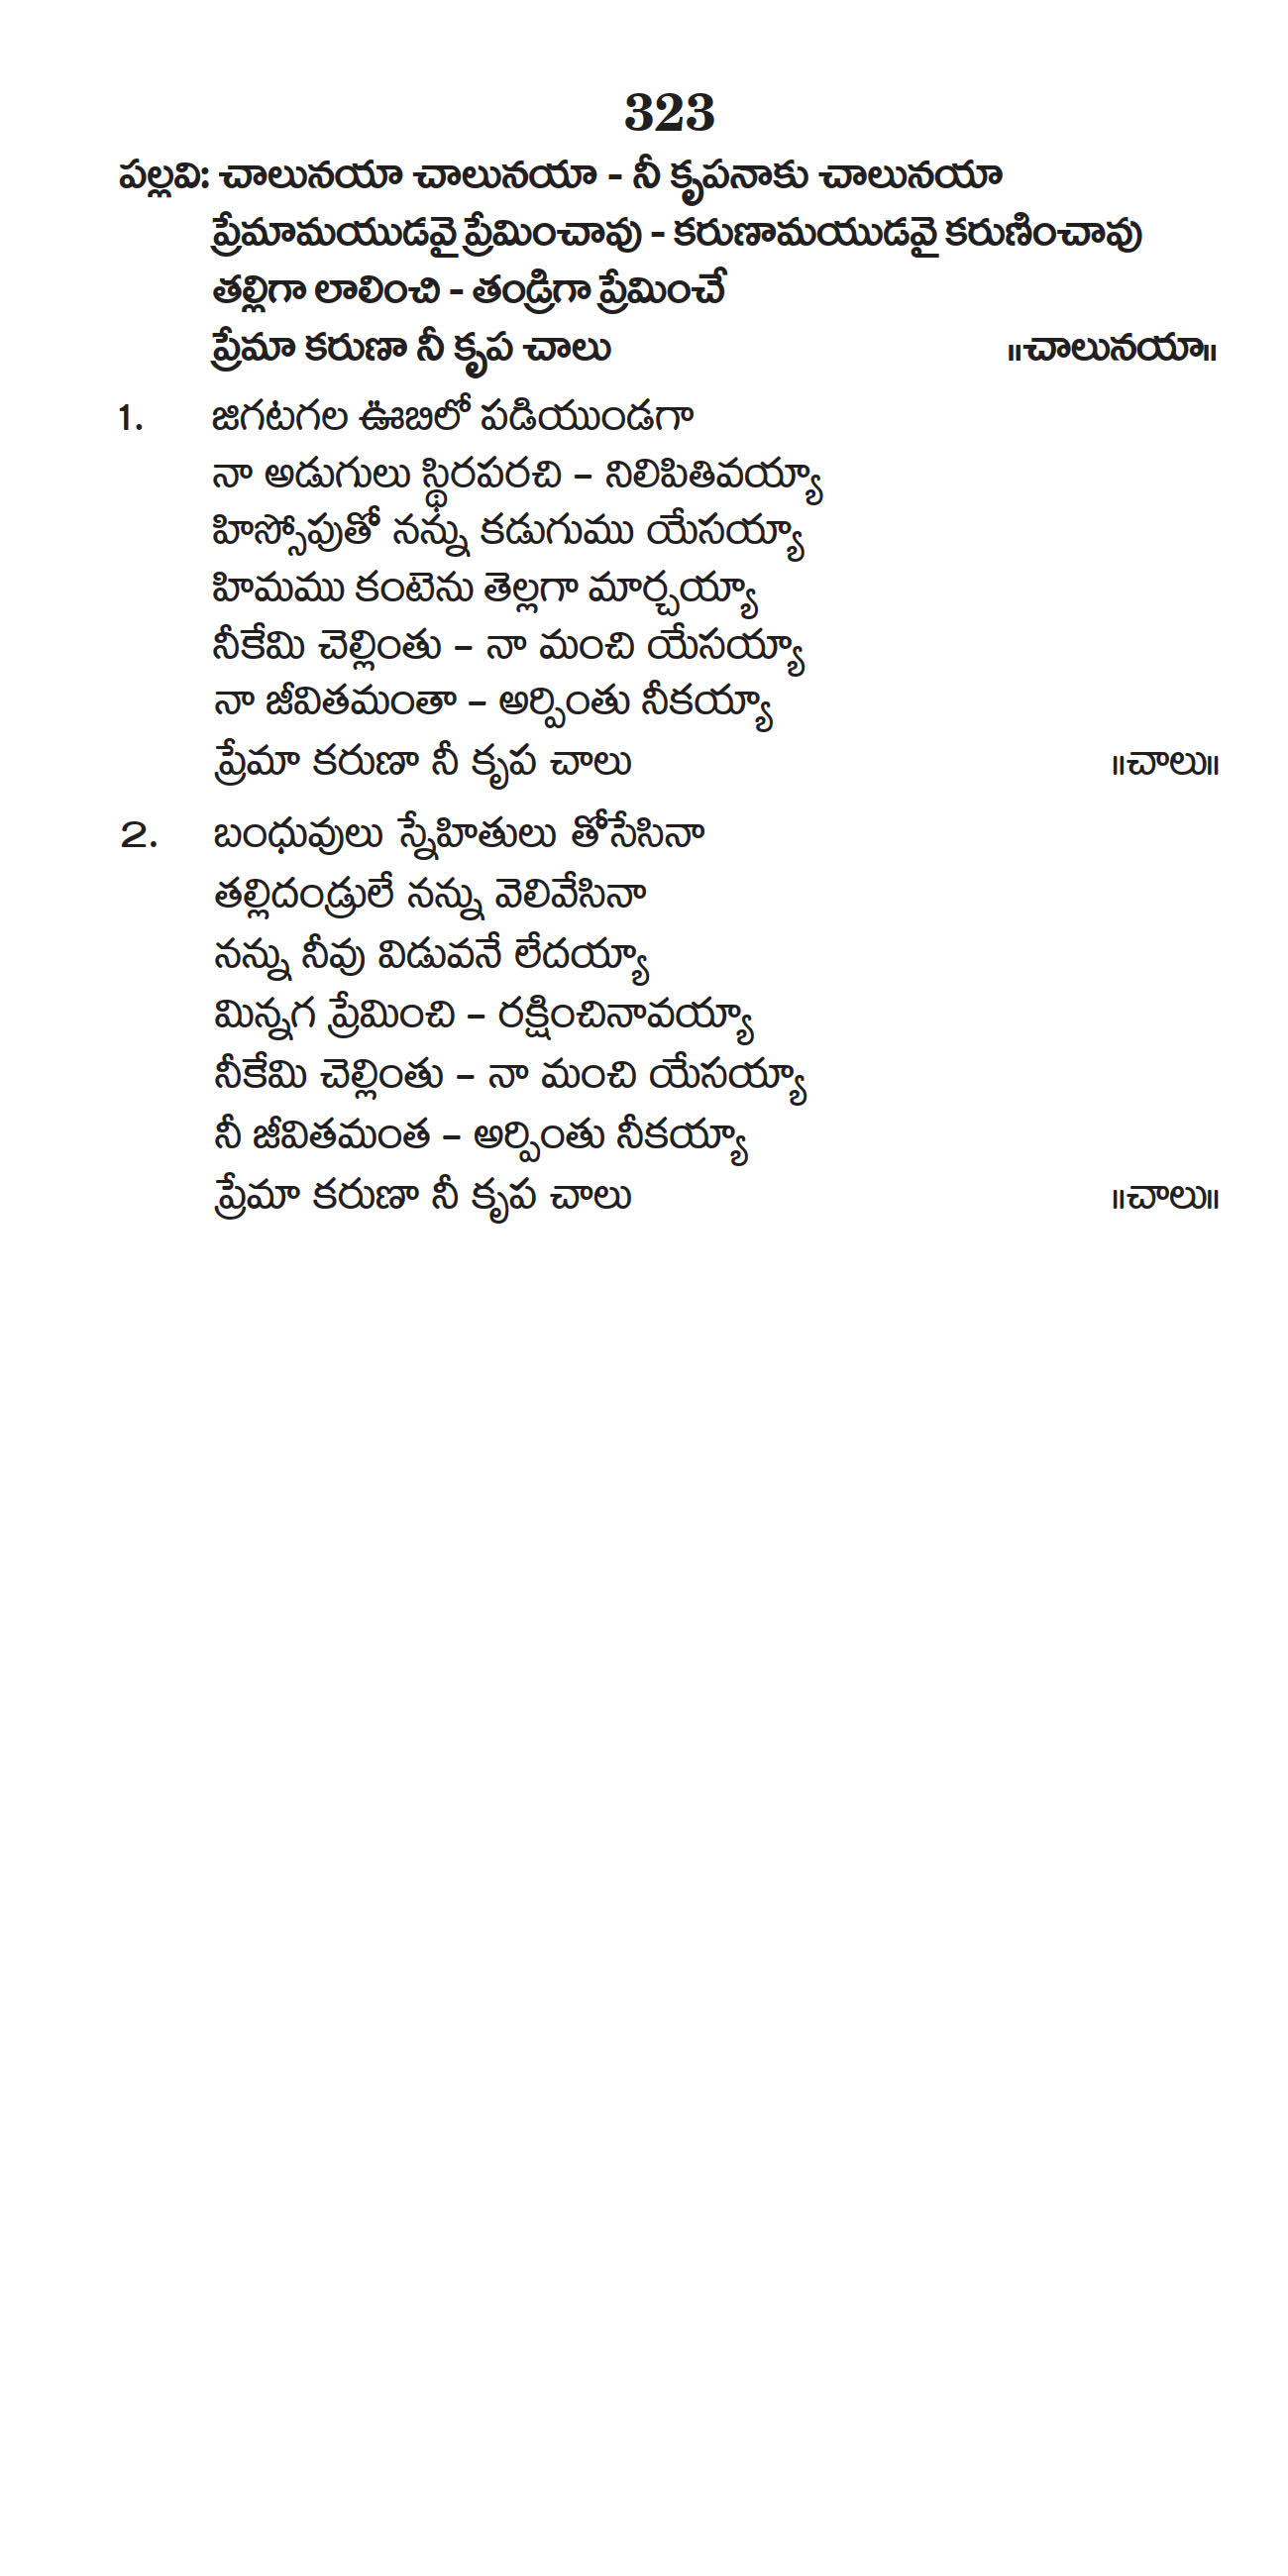 323
పల్లవి: చాలునయా చాలునయా - నీ కృపనాకు చాలునయా
ప్రేమామయుడవై ప్రేమించావు - కరుణామయుడవై కరుణించావు
తల్లిగా లాలించి - తండ్రిగా ప్రేమించే
ప్రేమా కరుణా నీ కృప చాలు ॥చాలునయా॥
1. జిగటగల ఊబిలో పడియుండగా
నా అడుగులు స్థిరపరచి – నిలిపితివయ్యా
హిస్సోపుతో నన్ను కడుగుము యేసయ్యా
హిమము కంటెను తెల్లగా మార్చయ్యా
నీకేమి చెల్లింతు – నా మంచి యేసయ్యా
నా జీవితమంతా – అర్పింతు నీకయ్యా
ప్రేమా కరుణా నీ కృప చాలు ॥చాలు॥
2. బంధువులు స్నేహితులు తోసేసినా
తల్లిదండ్రులే నన్ను వెలివేసినా
నన్ను నీవు విడువనే లేదయ్యా
మిన్నగ ప్రేమించి – రక్షించినావయ్యా
నీకేమి చెల్లింతు – నా మంచి యేసయ్యా
నీ జీవితమంత – అర్పింతు నీకయ్యా
ప్రేమా కరుణా నీ కృప చాలు ॥చాలు॥